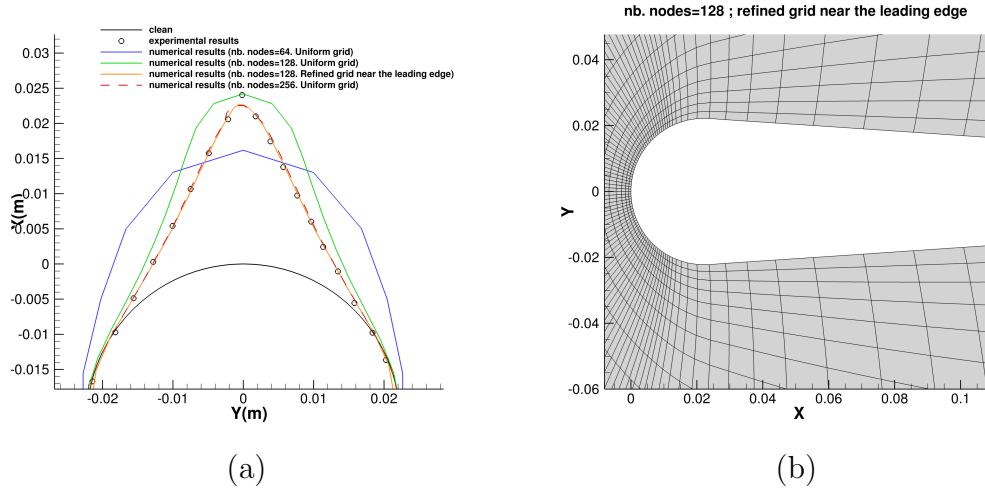 nb. nodes=128 ; refined grid near the leading edge
clean
experimental results
numerical results (nb. nodes=64. Uniform grid)
numerical results (nb. nodes=128. Uniform grid)
numerical results (nb. nodes=128. Refined grid near the leading edge)
numerical results (nb. nodes=256. Uniform grid)
0.03
0.025
0.02
0.015
0.01
0.005
0
-0.005
-0.01
-0.015
X(m)
-0.02
-0.01
0
0.01
0.02
Y(m)
(a)
0.04
0.02
0
-0.02
-0.04
-0.06
Y
0
0.02
0.04
0.06
0.08
0.1
X
(b)